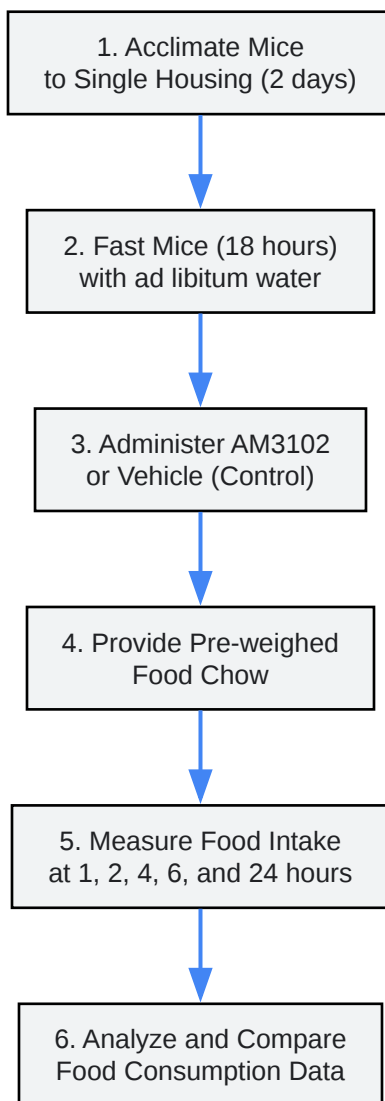 1. Acclimate Mice
to Single Housing (2 days)
2. Fast Mice (18 hours)
with ad libitum water
3. Administer AM3102
or Vehicle (Control)
4. Provide Pre-weighed
Food Chow
5. Measure Food Intake
at 1, 2, 4, 6, and 24 hours
6. Analyze and Compare
Food Consumption Data